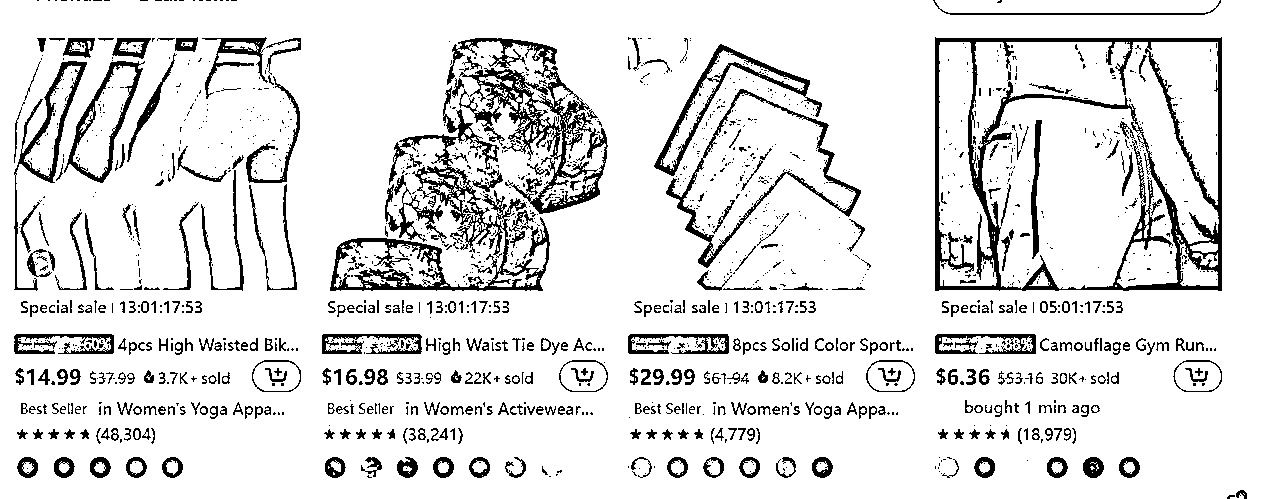 Special sale | 13:01:17:53
60% 4pcs High Waisted Bik...
$14.99 $37.99 3.7K+ sold
Best Seller in Women's Yoga Appa...
(48,304)
Special sale | 13:01:17:53
50% High Waist Tie Dye Ac...
$16.98 $33.99 22K+ sold
Best Seller in Women's Activewear...
(38,241)
Special sale | 13:01:17:53
51% 8pcs Solid Color Sport...
$29.99 $61.94 8.2K+ sold
Best Seller in Women's Yoga Appa...
(4,779)
Special sale | 05:01:17:53
88% Camouflage Gym Run...
$6.36 $53.16 30K+ sold
bought 1 min ago
(18,979)